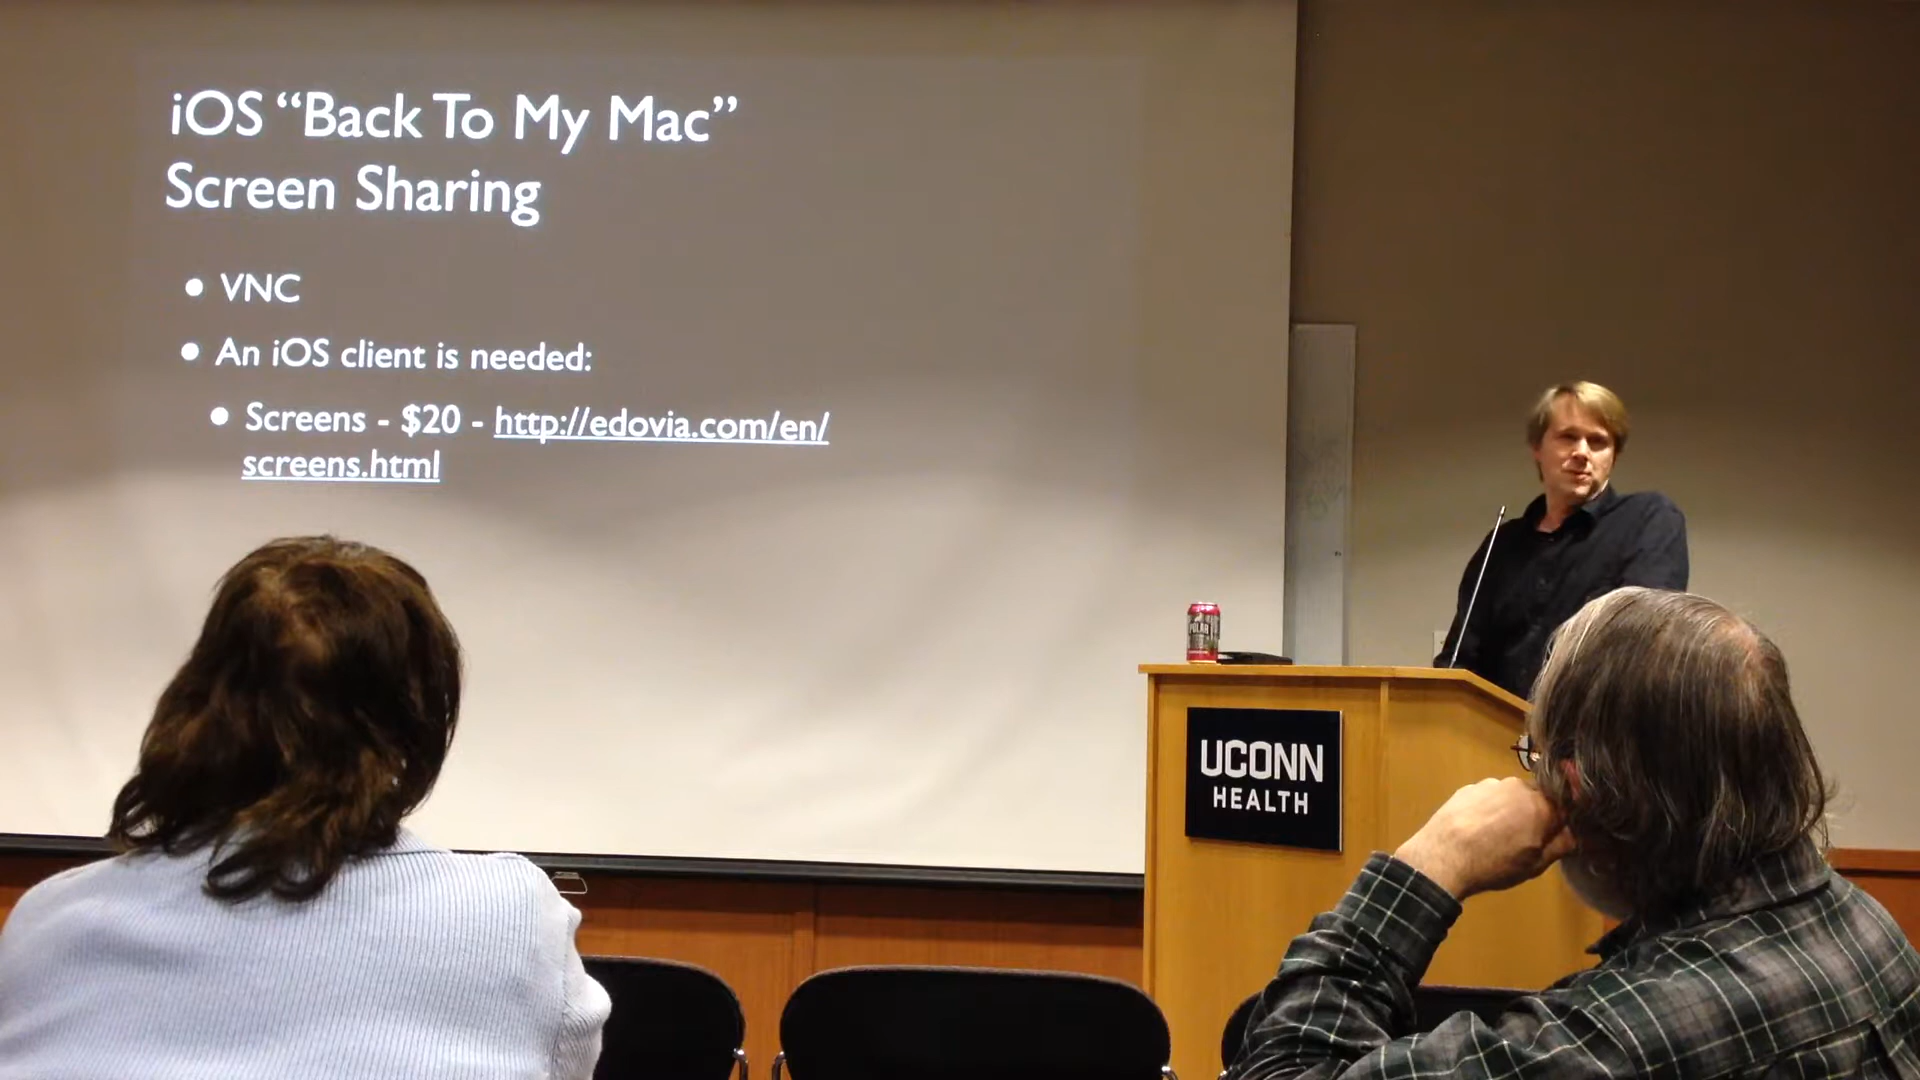 iOS “Back To My Mac”
Screen Sharing
● VNC
● An iOS client is needed:
● Screens - $20 - http://edovia.com/en/
screens.html
POLAR
UCONN
HEALTH